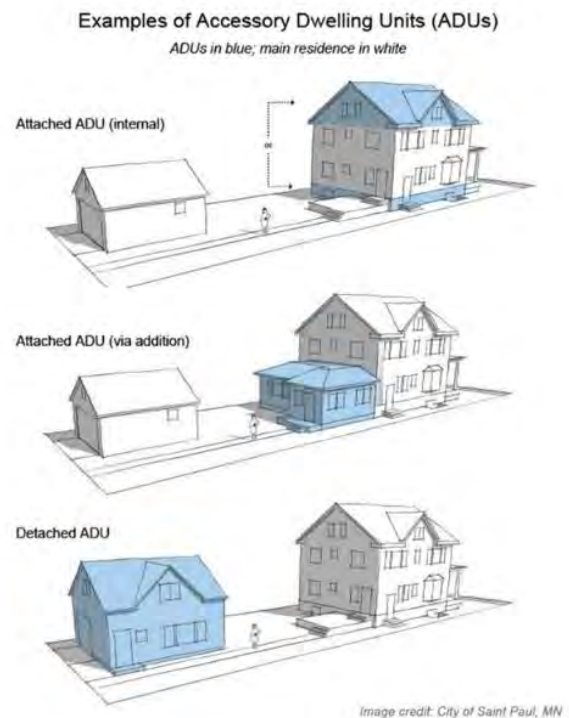 Examples of Accessory Dwelling Units (ADUs)
ADUs in blue; main residence in white
Attached ADU (internal)
or
Attached ADU (via addition)
Detached ADU
Image credit: City of Saint Paul, MN